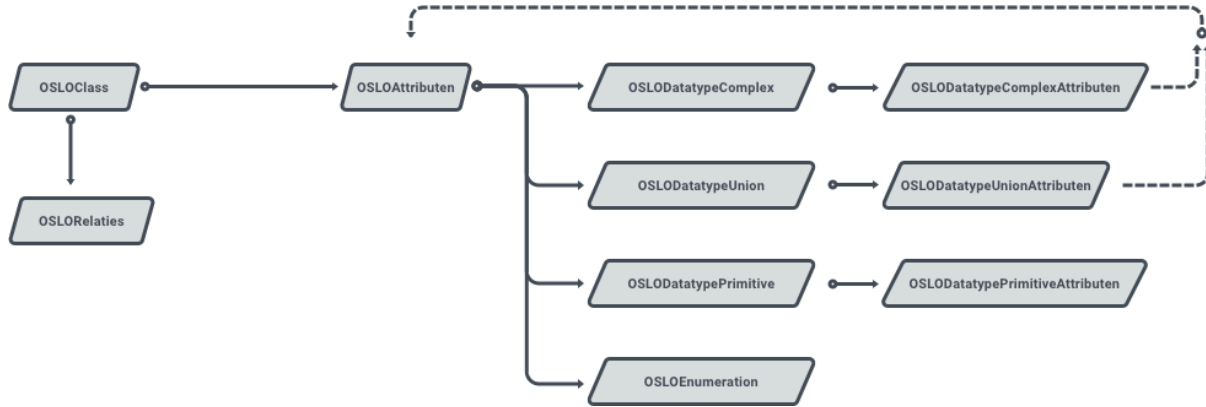 OSLOClass
OSLOAttributen
OSLODatatypeComplex
OSLODatatypeComplexAttributen
OSLODatatypeUnion
OSLODatatypeUnionAttributen
OSLORelaties
OSLODatatypePrimitive
OSLODatatypePrimitiveAttributen
OSLOEnumeration